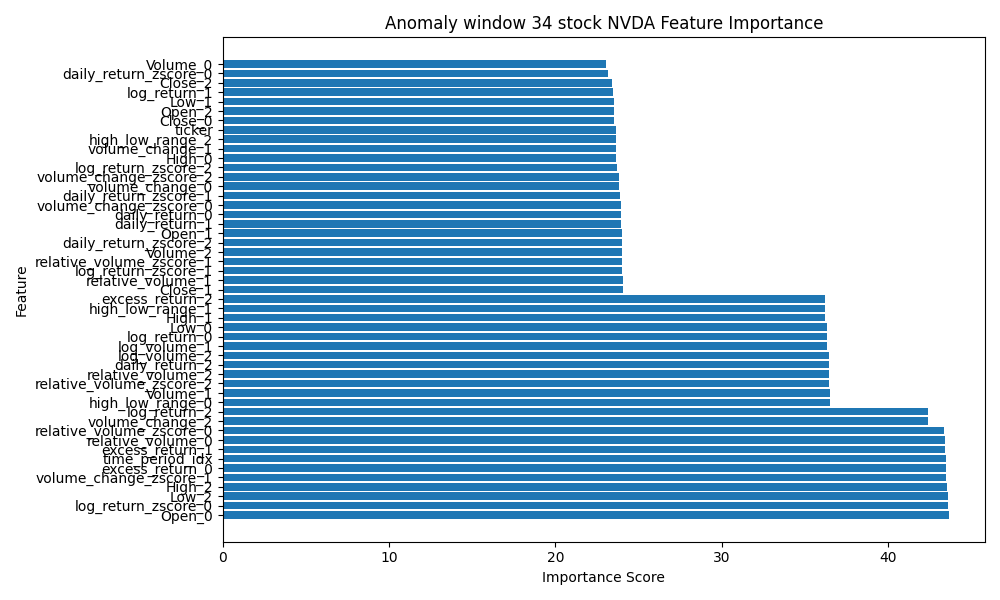 Anomaly window 34 stock NVDA Feature Importance
Volume_0
daily_return_zscore_0
Close_2
log_return_1
Low_1
Open_2
Close_0
ticker
high_low_range_2
volume_change_1
High_0
log_return_zscore_2
volume_change_zscore_2
volume_change_0
daily_return_zscore_1
volume_change_zscore_0
daily_return_0
daily_return_1
Open_1
daily_return_zscore_2
Volume_2
relative_volume_zscore_1
log_return_zscore_1
relative_volume_1
Close_1
excess_return_2
high_low_range_1
High_1
Low_0
log_return_0
log_volume_1
log_volume_2
daily_return_2
relative_volume_2
relative_volume_zscore_2
Volume_1
high_low_range_0
log_return_2
volume_change_2
relative_volume_zscore_0
relative_volume_0
excess_return_1
time_period_idx
excess_return_0
volume_change_zscore_1
High_2
Low_2
log_return_zscore_0
Open_0
Feature
0 10 20 30 40
Importance Score